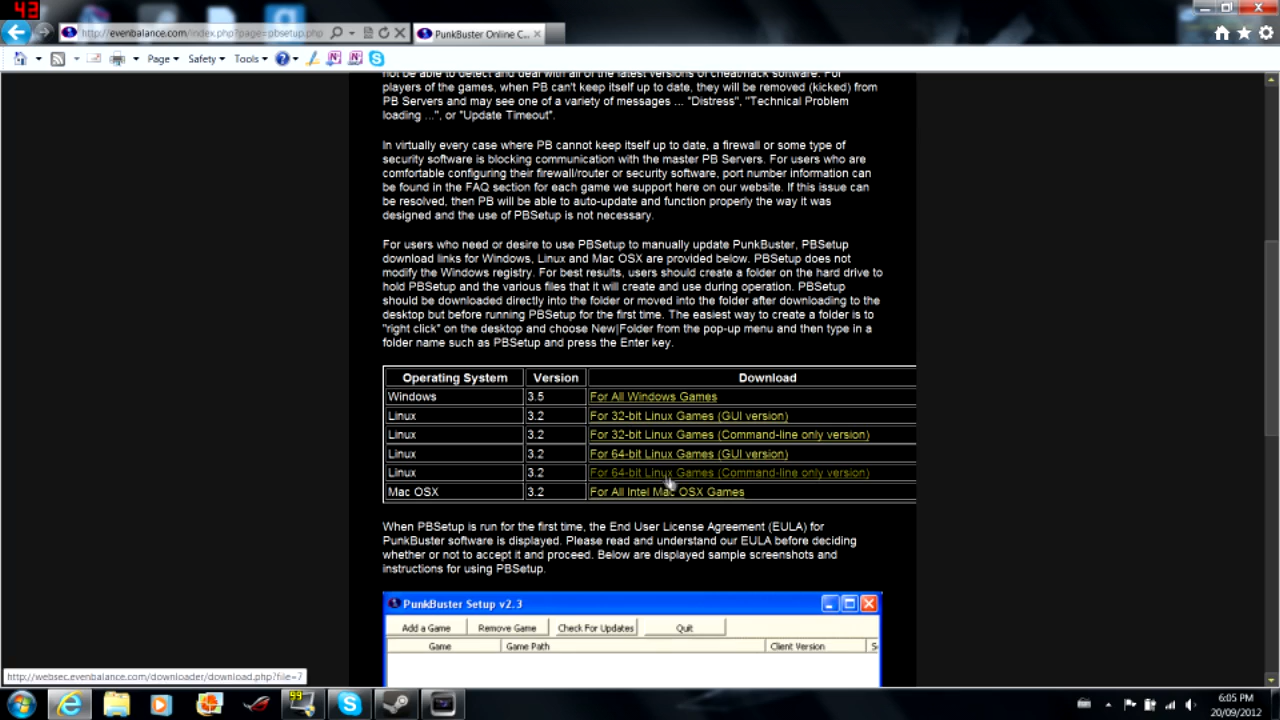 43
http://evenbalance.com/index.php?page=pbsetup.php
PunkBuster Online C...
Page
Safety
Tools
not be able to detect and deal with all of the latest versions of cheat/hack software. For
players of the games, when PB can't keep itself up to date, they will be removed (kicked) from
PB Servers and may see one of a variety of messages ... "Distress", "Technical Problem
loading ...", or "Update Timeout".
In virtually every case where PB cannot keep itself up to date, a firewall or some type of
security software is blocking communication with the master PB Servers. For users who are
comfortable configuring their firewall/router or security software, port number information can
be found in the FAQ section for each game we support here on our website. If this issue can
be resolved, then PB will be able to auto-update and function properly the way it was
designed and the use of PBSetup is not necessary.
For users who need or desire to use PBSetup to manually update PunkBuster, PBSetup
download links for Windows, Linux and Mac OSX are provided below. PBSetup does not
modify the Windows registry. For best results, users should create a folder on the hard drive to
hold PBSetup and the various files that it will create and use during operation. PBSetup
should be downloaded directly into the folder or moved into the folder after downloading to the
desktop but before running PBSetup for the first time. The easiest way to create a folder is to
"right click" on the desktop and choose New|Folder from the pop-up menu and then type in a
folder name such as PBSetup and press the Enter key.
Operating System Version Download
Windows 3.5 For All Windows Games
Linux 3.2 For 32-bit Linux Games (GUI version)
Linux 3.2 For 32-bit Linux Games (Command-line only version)
Linux 3.2 For 64-bit Linux Games (GUI version)
Linux 3.2 For 64-bit Linux Games (Command-line only version)
Mac OSX 3.2 For All Intel Mac OSX Games
When PBSetup is run for the first time, the End User License Agreement (EULA) for
PunkBuster software is displayed. Please read and understand our EULA before deciding
whether or not to accept it and proceed. Below are displayed sample screenshots and
instructions for using PBSetup.
PunkBuster Setup v2.3
Add a Game Remove Game Check For Updates Quit
Game Game Path Client Version S
http://websec.evenbalance.com/downloader/download.php?file=7
99
6:05 PM
20/09/2012